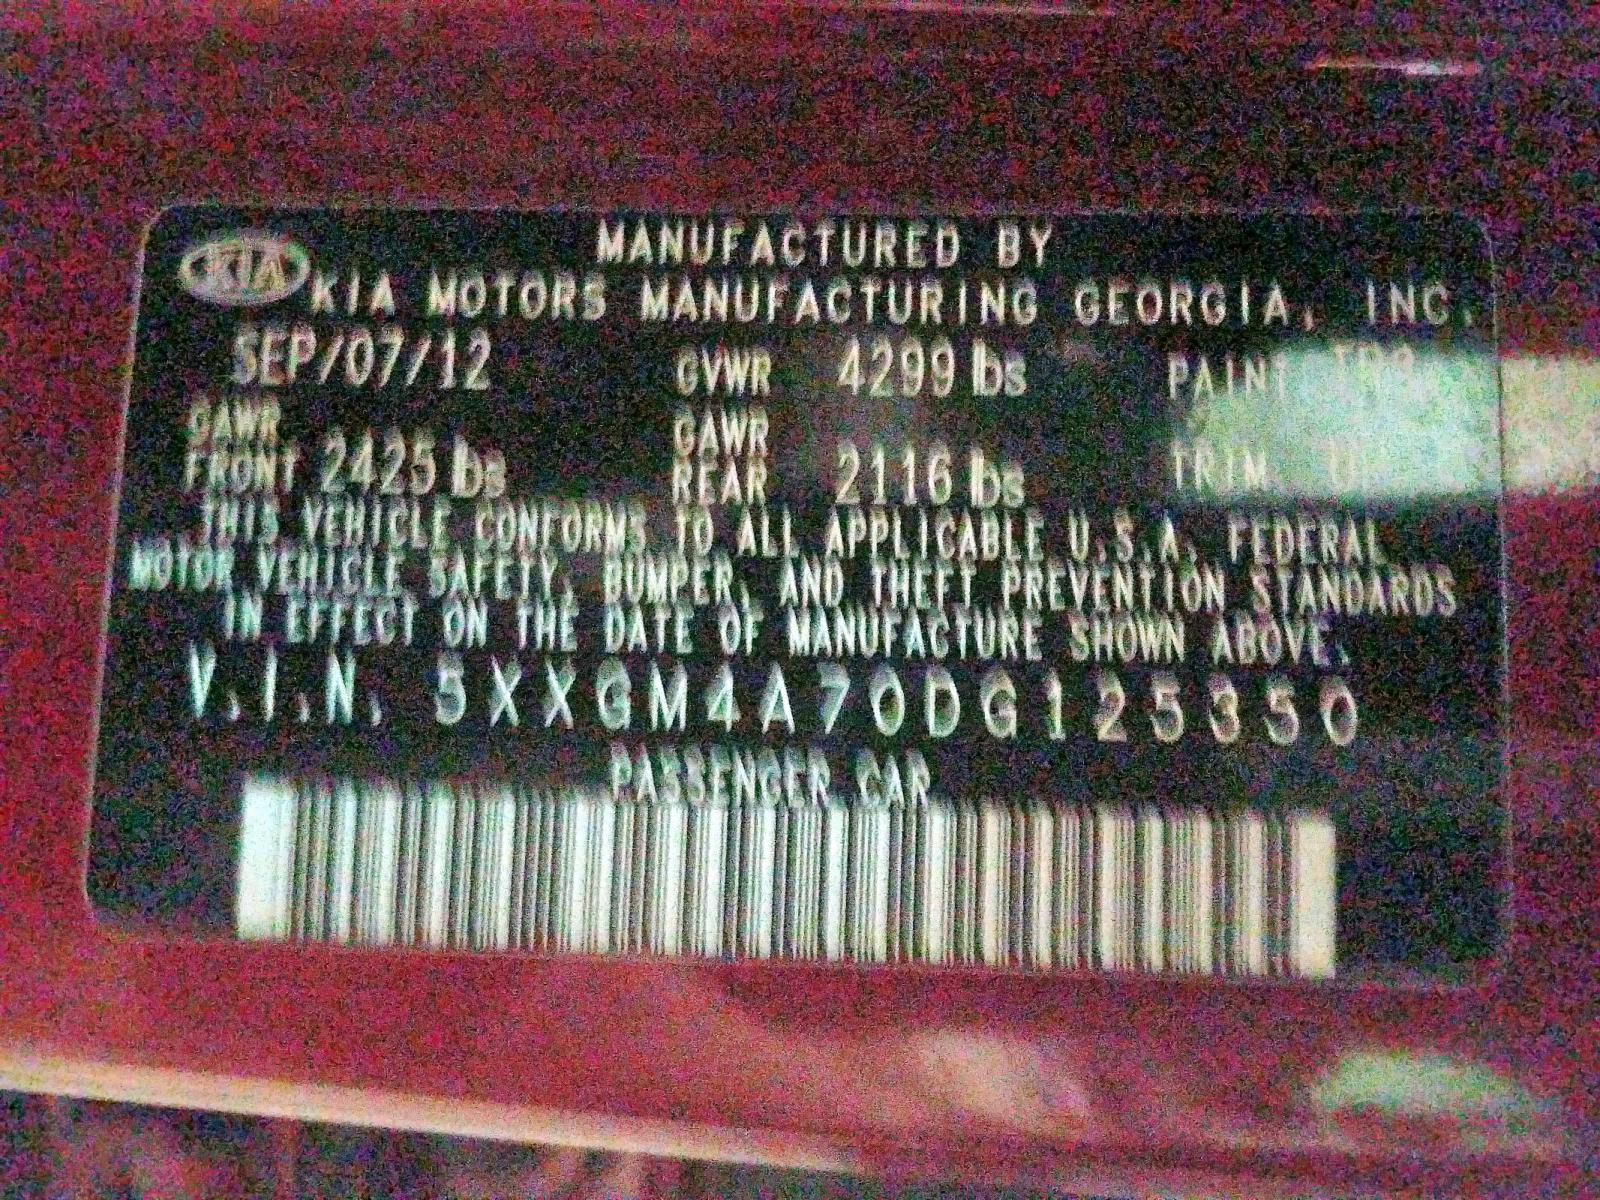 KIA
MANUFACTURED BY
KIA MOTORS MANUFACTURING GEORGIA, INC.
SEP/07/12 GVWR 4299 lbs PAINT
GAWR FRONT 2425 lbs GAWR REAR 2116 lbs TRIM
THIS VEHICLE CONFORMS TO ALL APPLICABLE U.S.A. FEDERAL
MOTOR VEHICLE SAFETY, BUMPER, AND THEFT PREVENTION STANDARDS
IN EFFECT ON THE DATE OF MANUFACTURE SHOWN ABOVE.
V.I.N. 5XXGM4A70DG125350
PASSENGER CAR